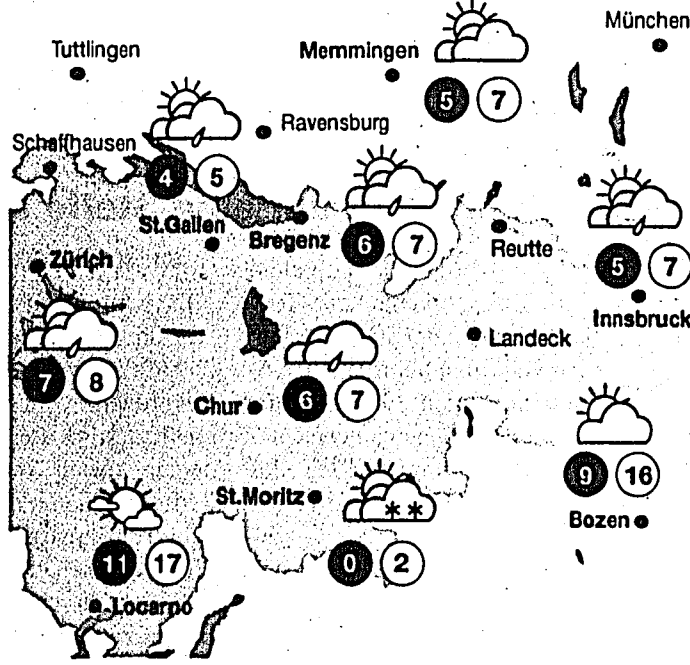 München
Tuttlingen
Memmingen
5 7
Ravensburg
Schaffhausen
4 5
St.Gallen
Bregenz
6 7
Reutte
Zürich
5 7
Innsbruck
Landeck
7 8
Chur
6 7
9 16
St.Moritz
Bozen
11 17
0 2
Locarno